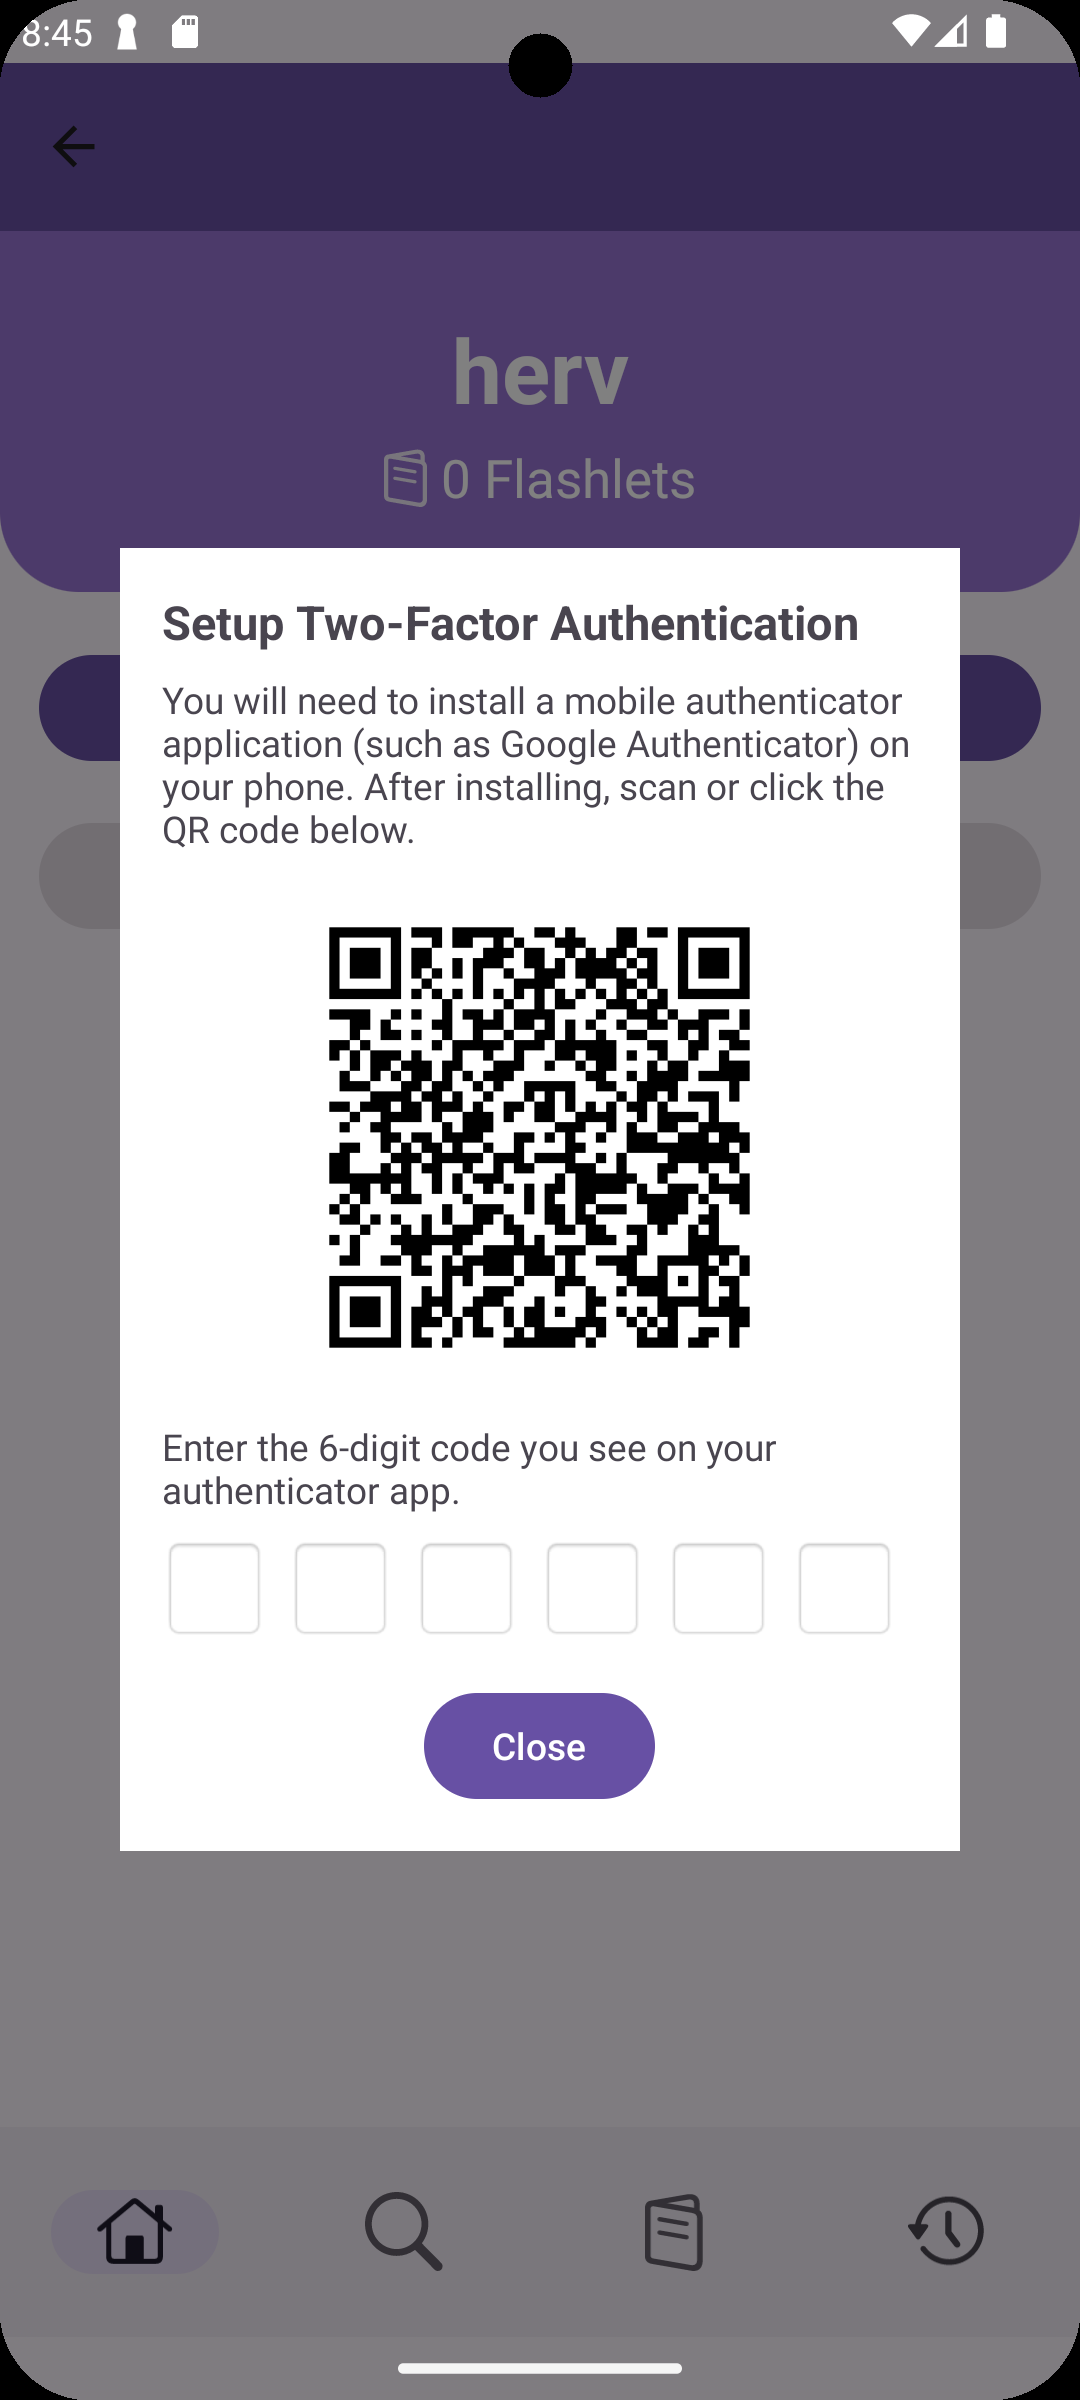 8:45
herv
0 Flashlets
Setup Two-Factor Authentication
You will need to install a mobile authenticator
application (such as Google Authenticator) on
your phone. After installing, scan or click the
QR code below.
Enter the 6-digit code you see on your
authenticator app.
Close